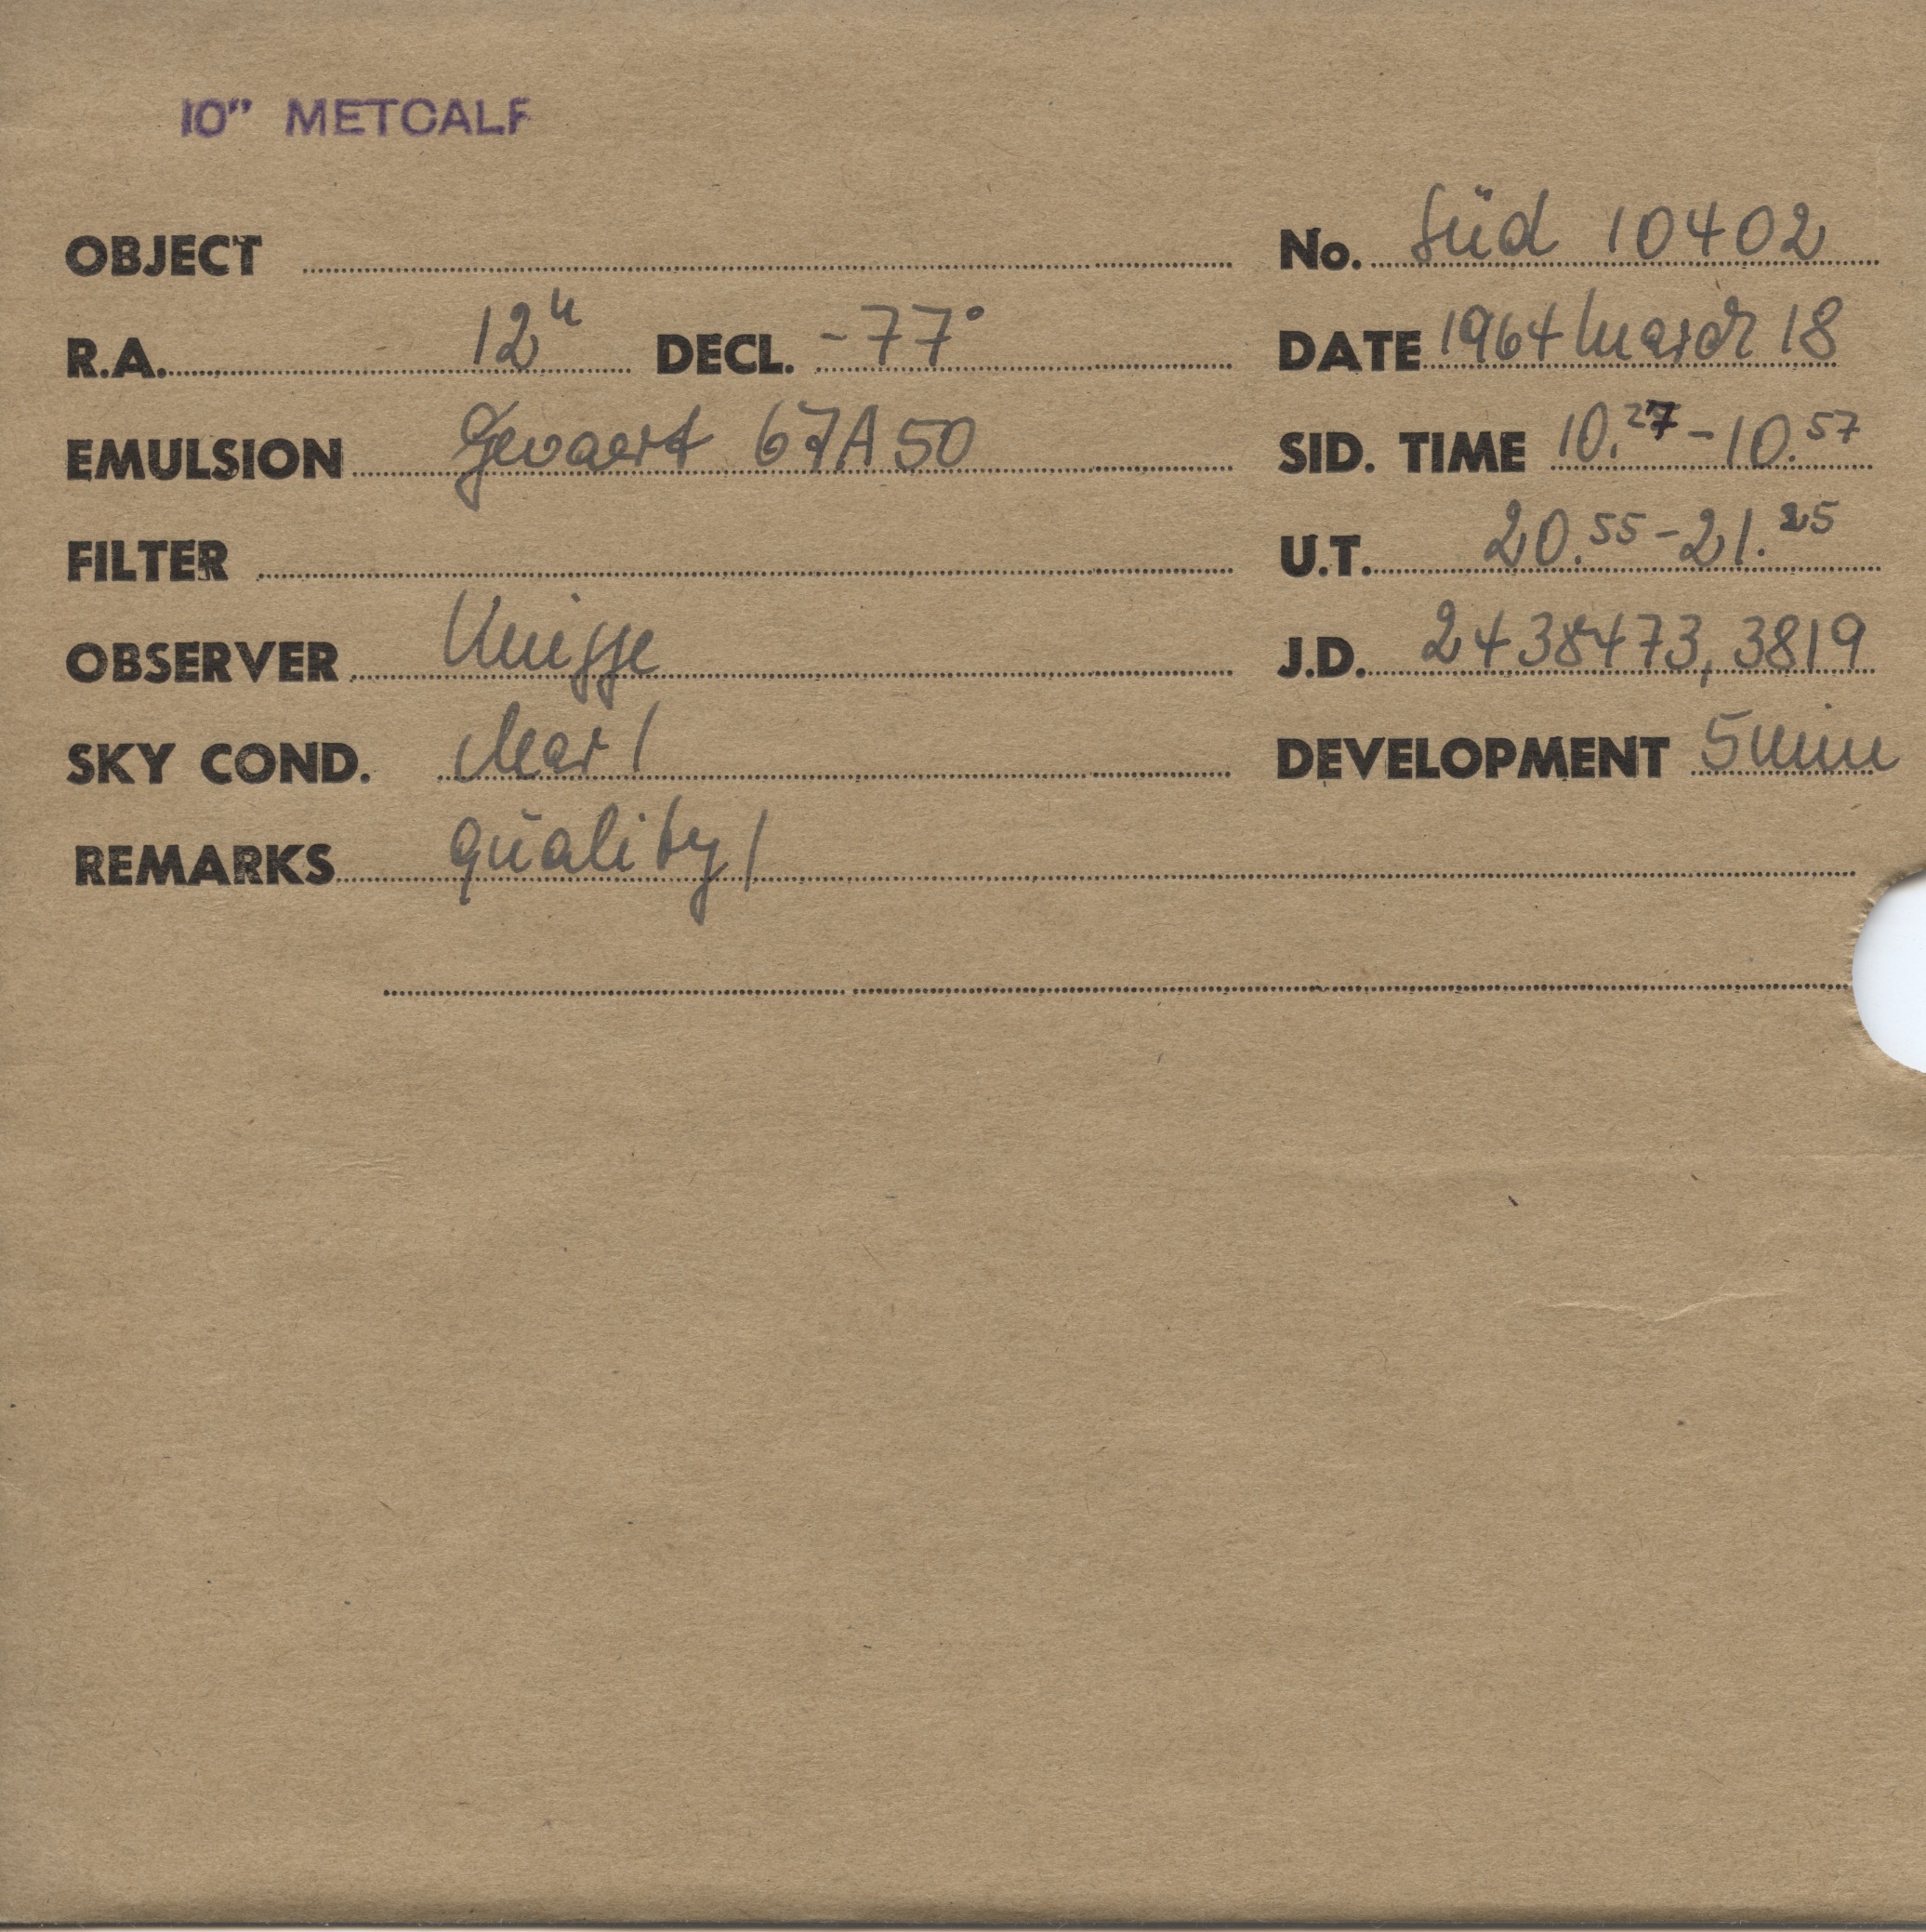 10" METCALF
OBJECT No. Süd 10402
R.A. 12h DECL. -77° DATE 1964 March 18
EMULSION Gevaert 67A50 SID. TIME 10.27-10.57
FILTER U.T. 20.55-21.25
OBSERVER J.D. 2438473,3819
SKY COND. clear 1 DEVELOPMENT 5 min
REMARKS quality 1